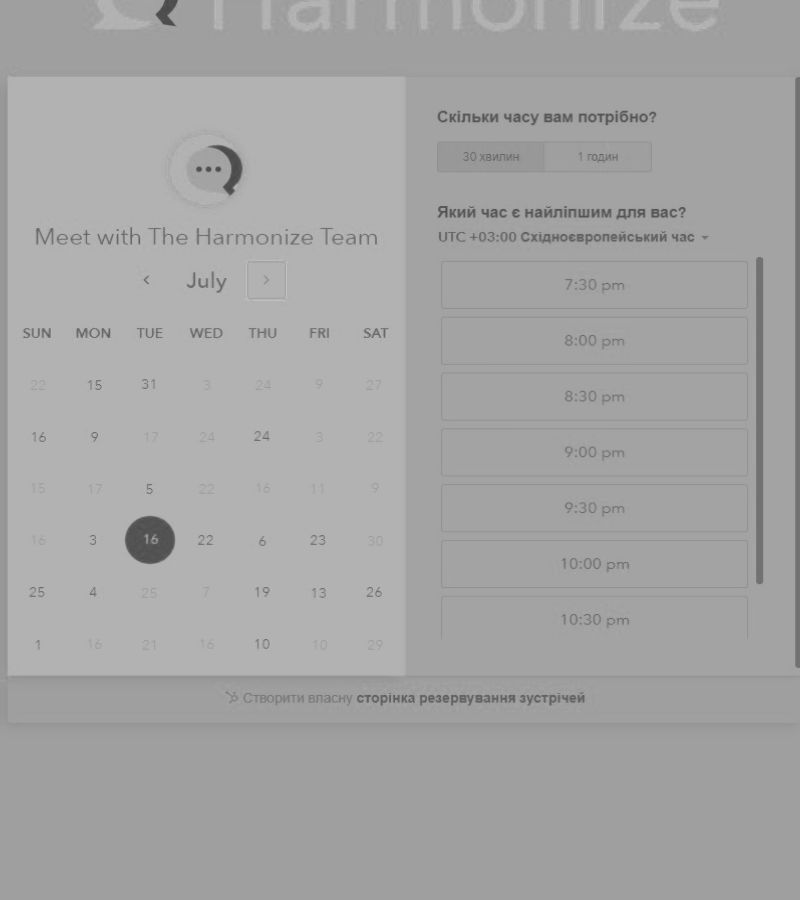 Harmonize
Meet with The Harmonize Team
July
SUN MON TUE WED THU FRI SAT
22 15 31 3 24 9 27
16 9 17 24 24 3 22
15 17 5 22 16 11 9
16 3 16 22 6 23 30
25 4 25 7 19 13 26
1 16 21 16 10 10 29
Скільки часу вам потрібно?
30 хвилин 1 годин
Який час є найліпшим для вас?
UTC +03:00 Східноєвропейський час
7:30 pm
8:00 pm
8:30 pm
9:00 pm
9:30 pm
10:00 pm
10:30 pm
Створити власну сторінка резервування зустрічей